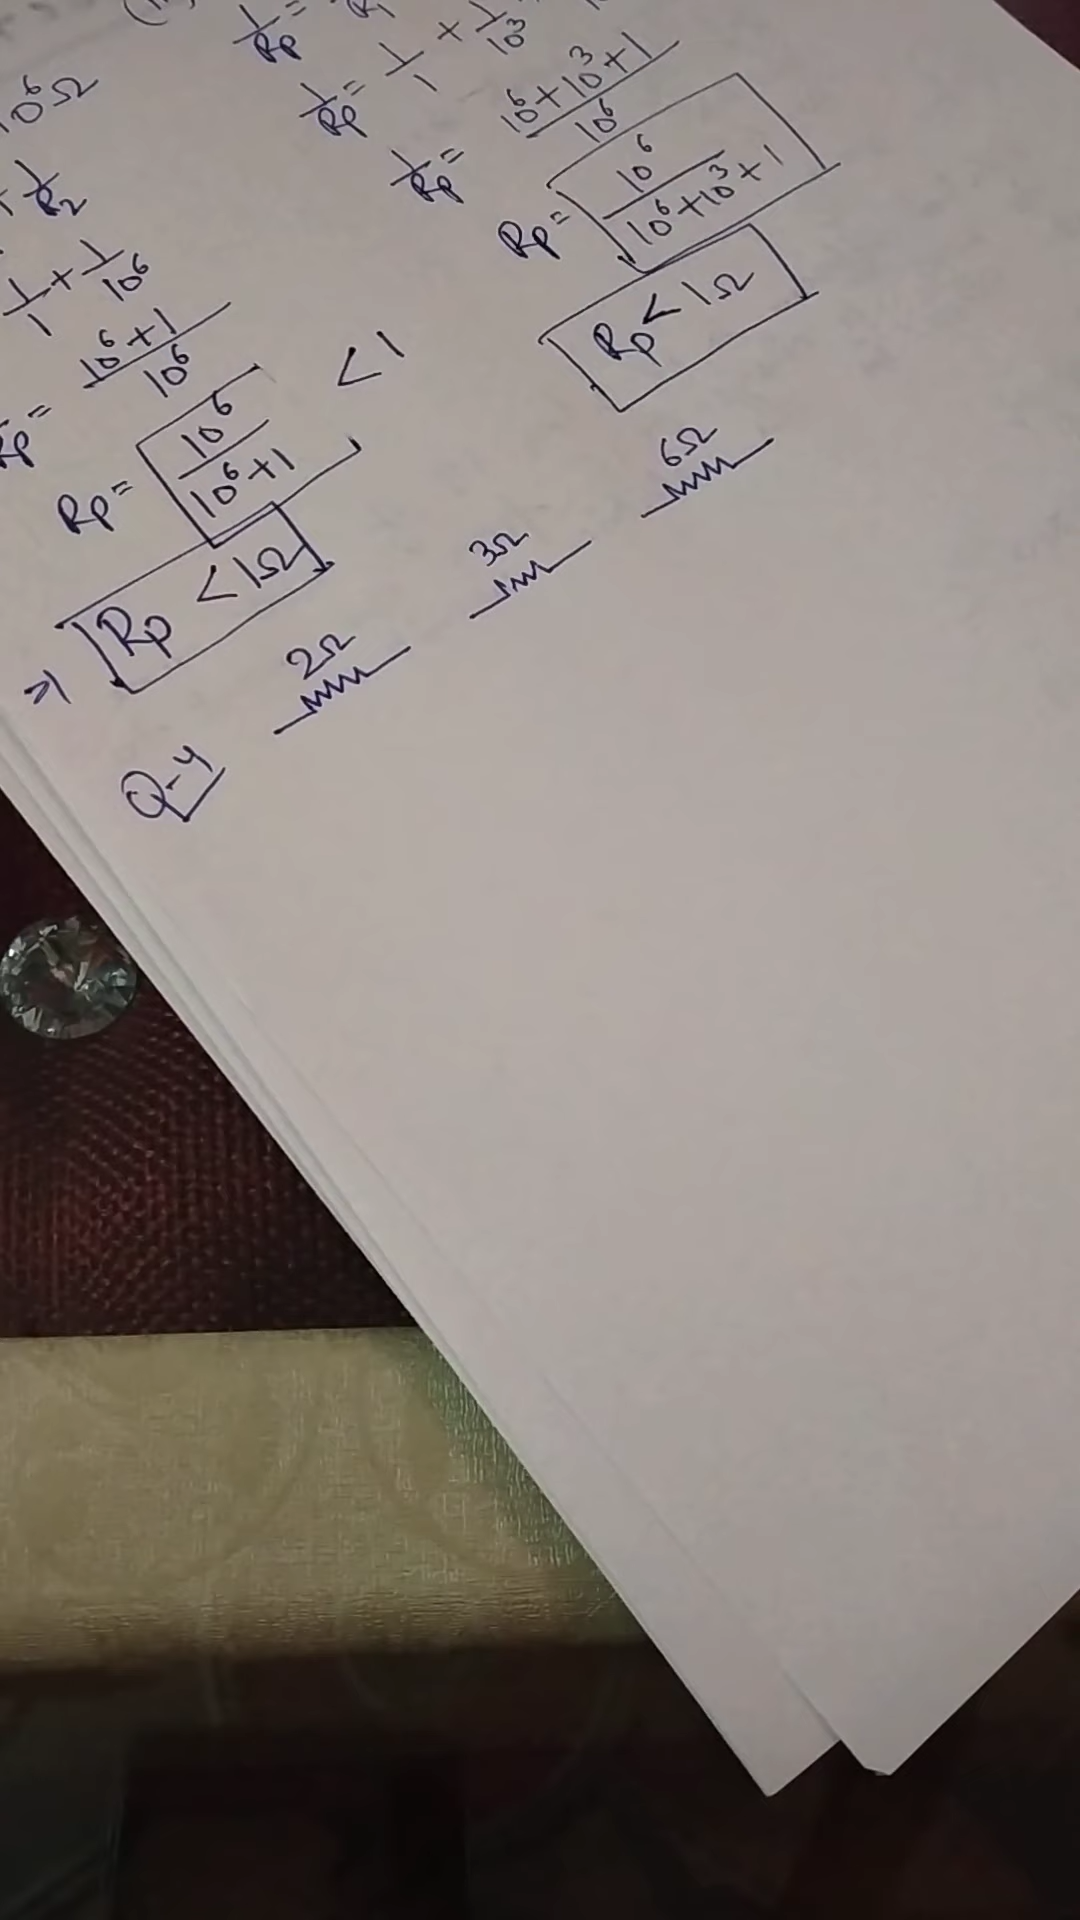 10⁶Ω
+ 1/R₂
1/1 + 1/10⁶
Rp = (10⁶+1)/10⁶
Rp = 10⁶/(10⁶+1) < 1
⇒ Rp < 1Ω
1/Rp =
1/Rp = 1/1 + 1/10³
1/Rp = (10⁶+10³+1)/10⁶
Rp = 10⁶/(10⁶+10³+1)
Rp < 1Ω
Q-4 2Ω 3Ω 6Ω